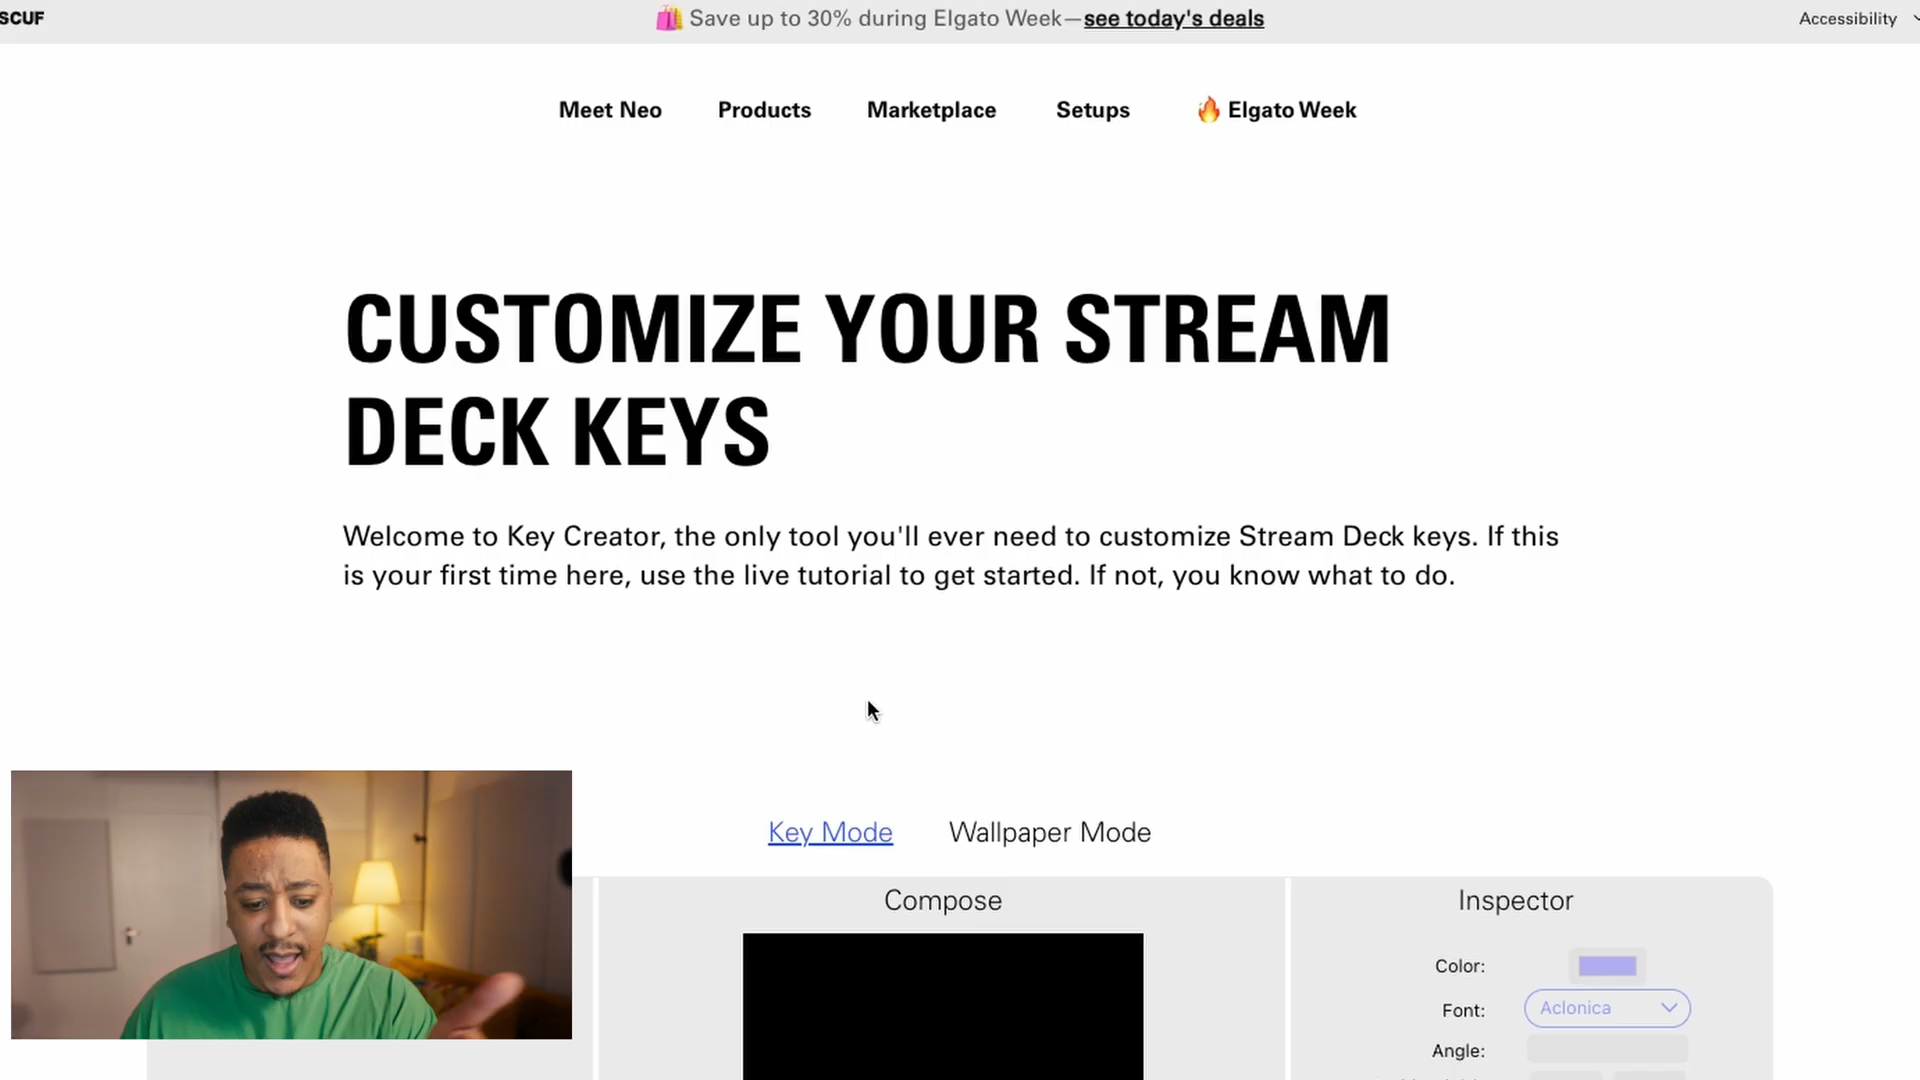 SCUF
Save up to 30% during Elgato Week—see today's deals
Accessibility
Meet Neo
Products
Marketplace
Setups
Elgato Week
CUSTOMIZE YOUR STREAM
DECK KEYS
Welcome to Key Creator, the only tool you'll ever need to customize Stream Deck keys. If this
is your first time here, use the live tutorial to get started. If not, you know what to do.
Key Mode
Wallpaper Mode
Compose
Inspector
Color:
Font:
Aclonica
Angle: